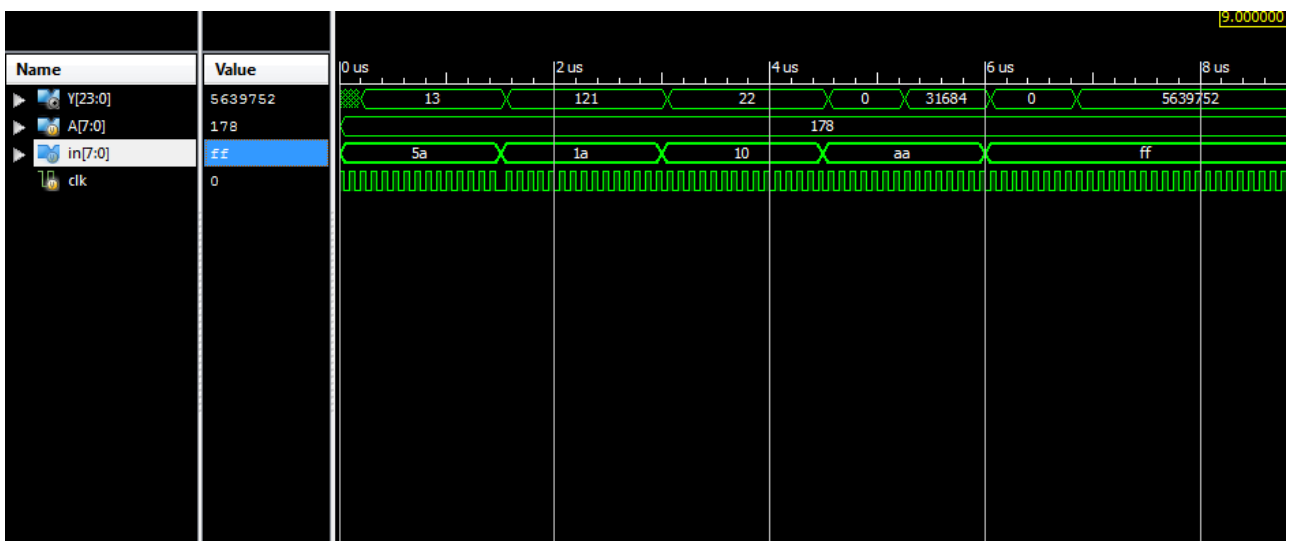 9.000000
Name Value 0 us 2 us 4 us 6 us 8 us
Y[23:0] 5639752 13 121 22 0 31684 0 5639752
A[7:0] 178 178
in[7:0] ff 5a 1a 10 aa ff
clk 0